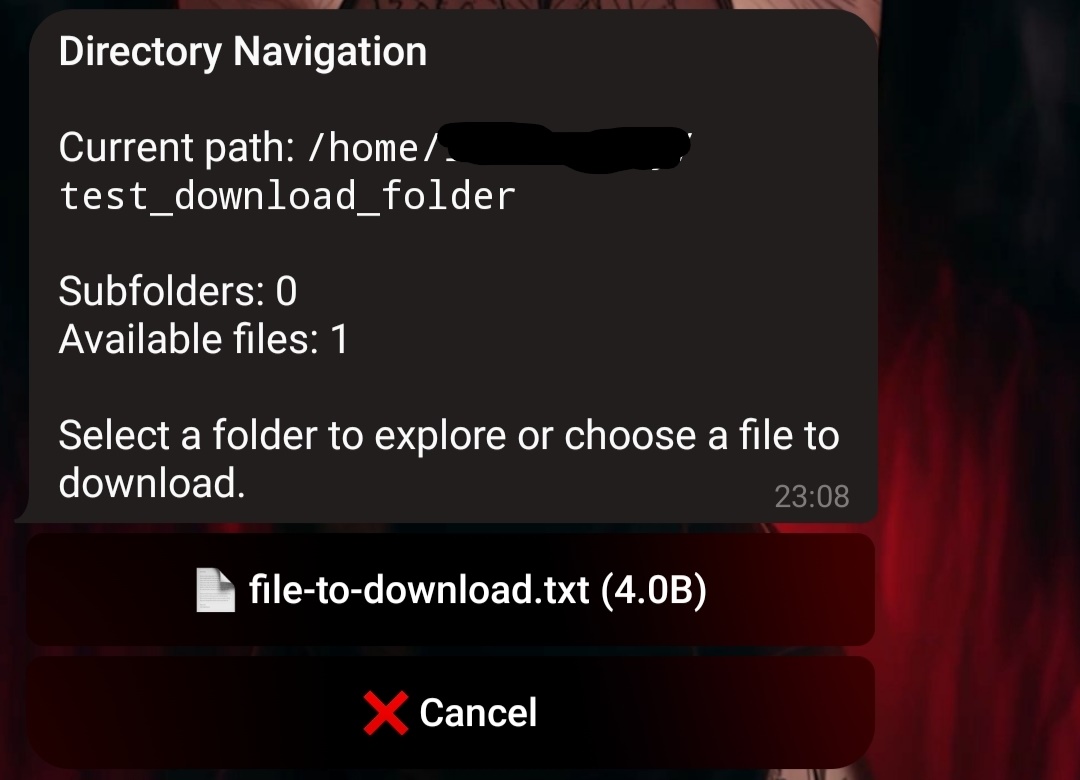 Directory Navigation
Current path: /home/
test_download_folder
Subfolders: 0
Available files: 1
Select a folder to explore or choose a file to
download.
23:08
file-to-download.txt (4.0B)
Cancel